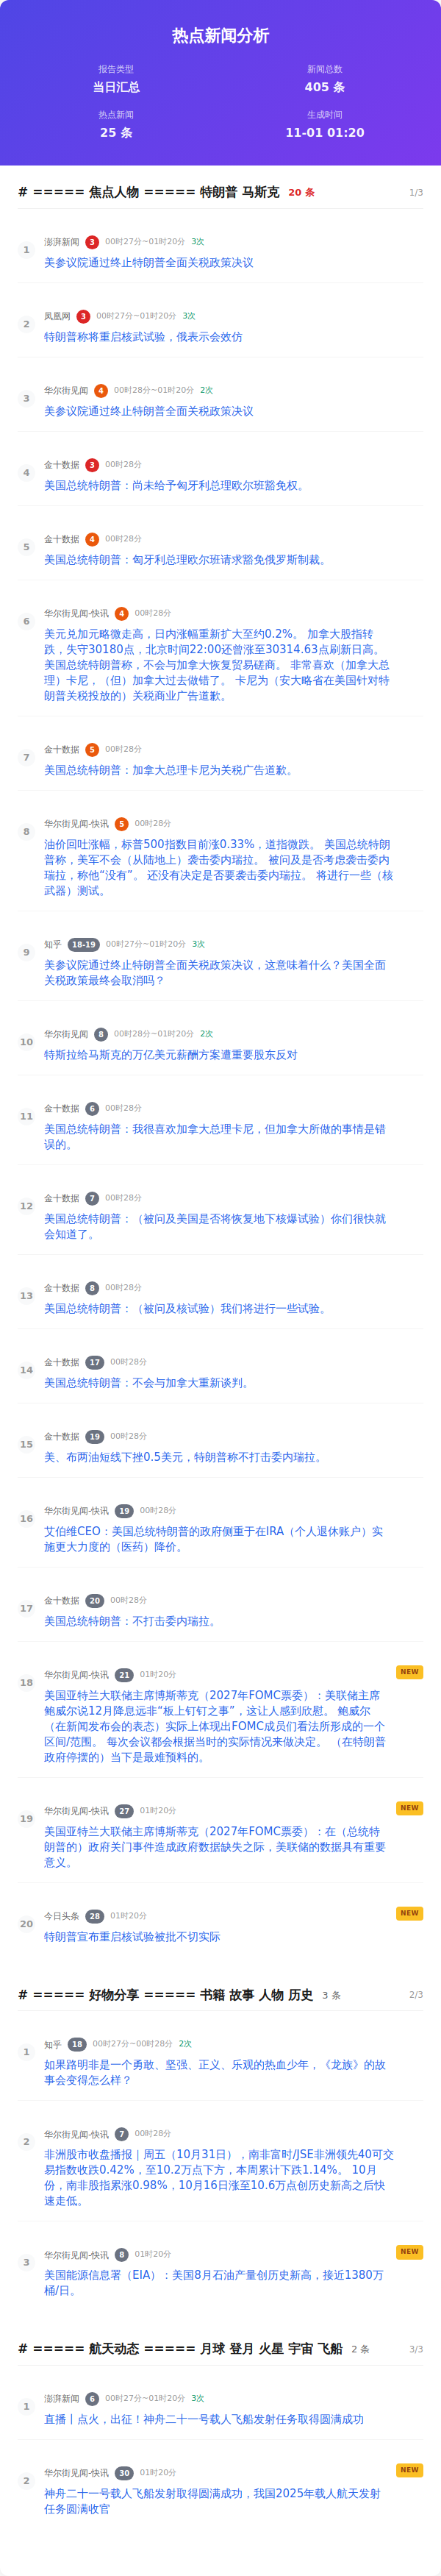 热点新闻分析
报告类型
当日汇总
新闻总数
405 条
热点新闻
25 条
生成时间
11-01 01:20
# ===== 焦点人物 ===== 特朗普 马斯克 20 条 1/3
1
澎湃新闻 3 00时27分~01时20分 3次
美参议院通过终止特朗普全面关税政策决议
2
凤凰网 3 00时27分~01时20分 3次
特朗普称将重启核武试验，俄表示会效仿
3
华尔街见闻 4 00时28分~01时20分 2次
美参议院通过终止特朗普全面关税政策决议
4
金十数据 3 00时28分
美国总统特朗普：尚未给予匈牙利总理欧尔班豁免权。
5
金十数据 4 00时28分
美国总统特朗普：匈牙利总理欧尔班请求豁免俄罗斯制裁。
6
华尔街见闻-快讯 4 00时28分
美元兑加元略微走高，日内涨幅重新扩大至约0.2%。 加拿大股指转
跌，失守30180点，北京时间22:00还曾涨至30314.63点刷新日高。
美国总统特朗普称，不会与加拿大恢复贸易磋商。 非常喜欢（加拿大总
理）卡尼，（但）加拿大过去做错了。 卡尼为（安大略省在美国针对特
朗普关税投放的）关税商业广告道歉。
7
金十数据 5 00时28分
美国总统特朗普：加拿大总理卡尼为关税广告道歉。
8
华尔街见闻-快讯 5 00时28分
油价回吐涨幅，标普500指数目前涨0.33%，道指微跌。 美国总统特朗
普称，美军不会（从陆地上）袭击委内瑞拉。 被问及是否考虑袭击委内
瑞拉，称他“没有”。 还没有决定是否要袭击委内瑞拉。 将进行一些（核
武器）测试。
9
知乎 18-19 00时27分~01时20分 3次
美参议院通过终止特朗普全面关税政策决议，这意味着什么？美国全面
关税政策最终会取消吗？
10
华尔街见闻 8 00时28分~01时20分 2次
特斯拉给马斯克的万亿美元薪酬方案遭重要股东反对
11
金十数据 6 00时28分
美国总统特朗普：我很喜欢加拿大总理卡尼，但加拿大所做的事情是错
误的。
12
金十数据 7 00时28分
美国总统特朗普：（被问及美国是否将恢复地下核爆试验）你们很快就
会知道了。
13
金十数据 8 00时28分
美国总统特朗普：（被问及核试验）我们将进行一些试验。
14
金十数据 17 00时28分
美国总统特朗普：不会与加拿大重新谈判。
15
金十数据 19 00时28分
美、布两油短线下挫0.5美元，特朗普称不打击委内瑞拉。
16
华尔街见闻-快讯 19 00时28分
艾伯维CEO：美国总统特朗普的政府侧重于在IRA（个人退休账户）实
施更大力度的（医药）降价。
17
金十数据 20 00时28分
美国总统特朗普：不打击委内瑞拉。
18
华尔街见闻-快讯 21 01时20分 NEW
美国亚特兰大联储主席博斯蒂克（2027年FOMC票委）：美联储主席
鲍威尔说12月降息远非“板上钉钉之事”，这让人感到欣慰。 鲍威尔
（在新闻发布会的表态）实际上体现出FOMC成员们看法所形成的一个
区间/范围。 每次会议都会根据当时的实际情况来做决定。 （在特朗普
政府停摆的）当下是最难预料的。
19
华尔街见闻-快讯 27 01时20分 NEW
美国亚特兰大联储主席博斯蒂克（2027年FOMC票委）：在（总统特
朗普的）政府关门事件造成政府数据缺失之际，美联储的数据具有重要
意义。
20
今日头条 28 01时20分 NEW
特朗普宣布重启核试验被批不切实际
# ===== 好物分享 ===== 书籍 故事 人物 历史 3 条 2/3
1
知乎 18 00时27分~00时28分 2次
如果路明非是一个勇敢、坚强、正义、乐观的热血少年，《龙族》的故
事会变得怎么样？
2
华尔街见闻-快讯 7 00时28分
非洲股市收盘播报｜周五（10月31日），南非富时/JSE非洲领先40可交
易指数收跌0.42%，至10.2万点下方，本周累计下跌1.14%。 10月
份，南非股指累涨0.98%，10月16日涨至10.6万点创历史新高之后快
速走低。
3
华尔街见闻-快讯 8 01时20分 NEW
美国能源信息署（EIA）：美国8月石油产量创历史新高，接近1380万
桶/日。
# ===== 航天动态 ===== 月球 登月 火星 宇宙 飞船 2 条 3/3
1
澎湃新闻 6 00时27分~01时20分 3次
直播丨点火，出征！神舟二十一号载人飞船发射任务取得圆满成功
2
华尔街见闻-快讯 30 01时20分 NEW
神舟二十一号载人飞船发射取得圆满成功，我国2025年载人航天发射
任务圆满收官